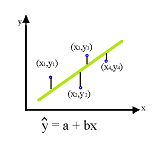 y
(x₃,y₃)
(x₁,y₁)
(x₄,y₄)
(x₂,y₂)
x
ŷ = a + bx